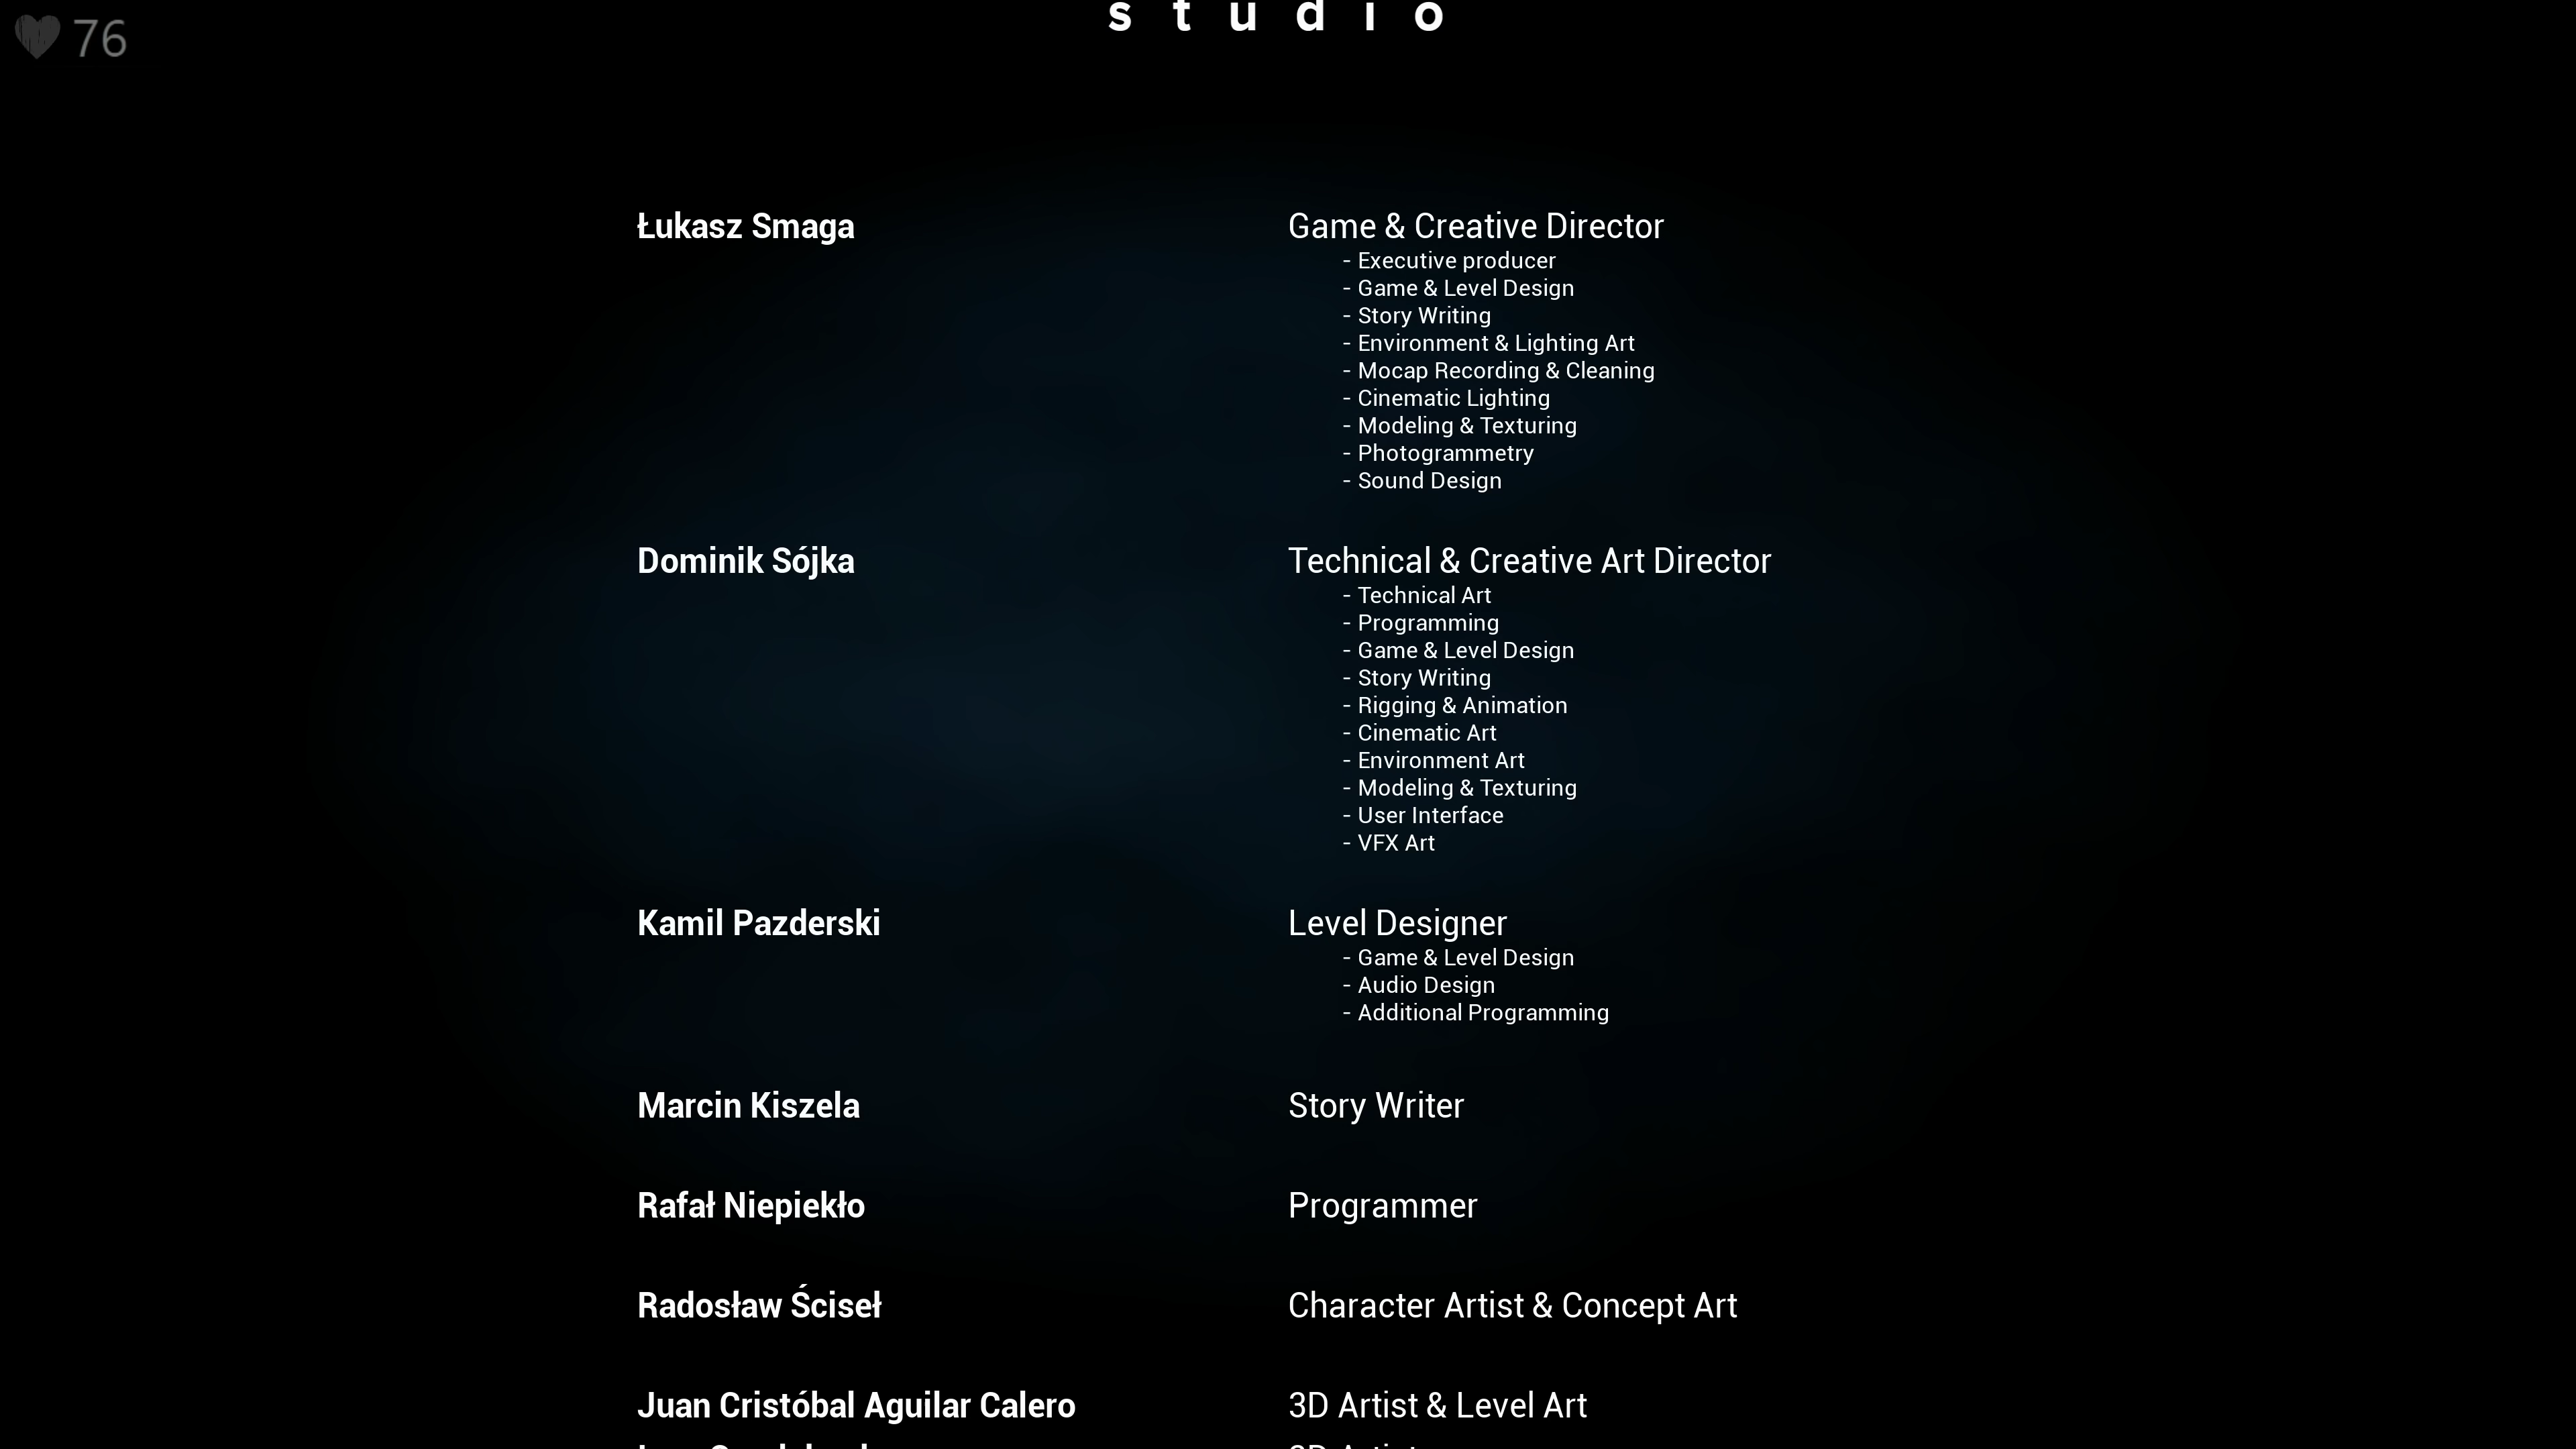 studio
76
Łukasz Smaga
Game & Creative Director
- Executive producer
- Game & Level Design
- Story Writing
- Environment & Lighting Art
- Mocap Recording & Cleaning
- Cinematic Lighting
- Modeling & Texturing
- Photogrammetry
- Sound Design
Dominik Sójka
Technical & Creative Art Director
- Technical Art
- Programming
- Game & Level Design
- Story Writing
- Rigging & Animation
- Cinematic Art
- Environment Art
- Modeling & Texturing
- User Interface
- VFX Art
Kamil Pazderski
Level Designer
- Game & Level Design
- Audio Design
- Additional Programming
Marcin Kiszela
Story Writer
Rafał Niepiekło
Programmer
Radosław Ściseł
Character Artist & Concept Art
Juan Cristóbal Aguilar Calero
3D Artist & Level Art